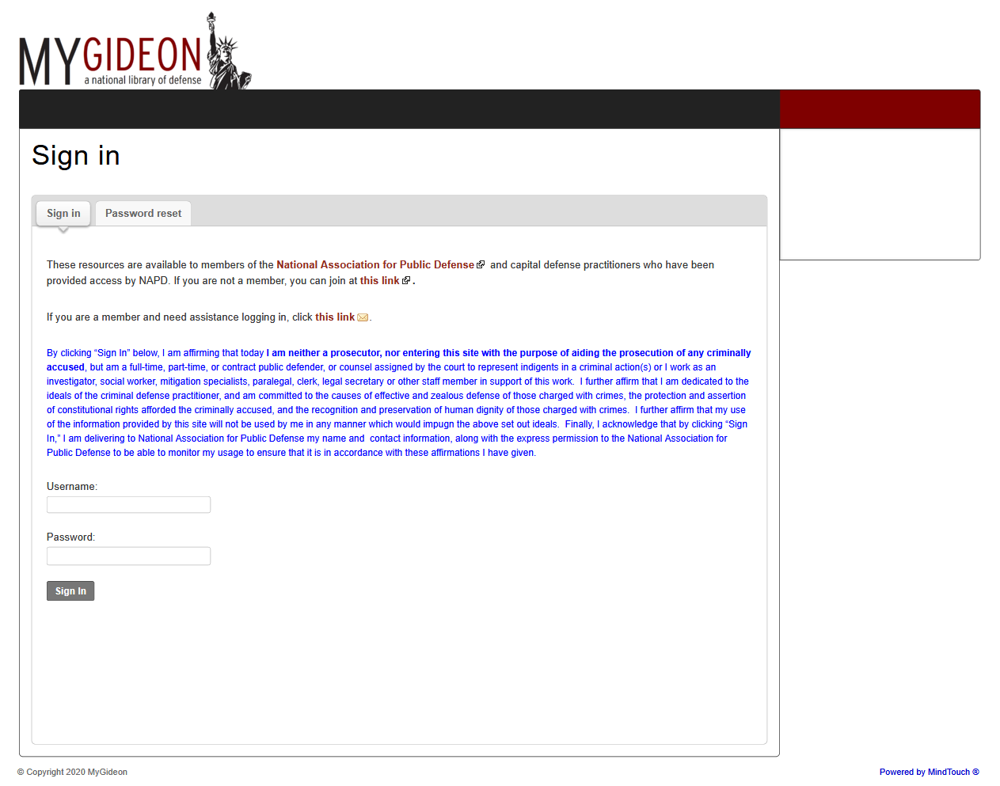 MYGIDEON
a national library of defense
Sign in
Sign in
Password reset
These resources are available to members of the National Association for Public Defense and capital defense practitioners who have been
provided access by NAPD. If you are not a member, you can join at this link .
If you are a member and need assistance logging in, click this link .
By clicking “Sign In” below, I am affirming that today I am neither a prosecutor, nor entering this site with the purpose of aiding the prosecution of any criminally
accused, but am a full-time, part-time, or contract public defender, or counsel assigned by the court to represent indigents in a criminal action(s) or I work as an
investigator, social worker, mitigation specialists, paralegal, clerk, legal secretary or other staff member in support of this work.  I further affirm that I am dedicated to the
ideals of the criminal defense practitioner, and am committed to the causes of effective and zealous defense of those charged with crimes, the protection and assertion
of constitutional rights afforded the criminally accused, and the recognition and preservation of human dignity of those charged with crimes.  I further affirm that my use
of the information provided by this site will not be used by me in any manner which would impugn the above set out ideals.  Finally, I acknowledge that by clicking “Sign
In,” I am delivering to National Association for Public Defense my name and  contact information, along with the express permission to the National Association for
Public Defense to be able to monitor my usage to ensure that it is in accordance with these affirmations I have given.
Username:
Password:
Sign In
© Copyright 2020 MyGideon
Powered by MindTouch ®